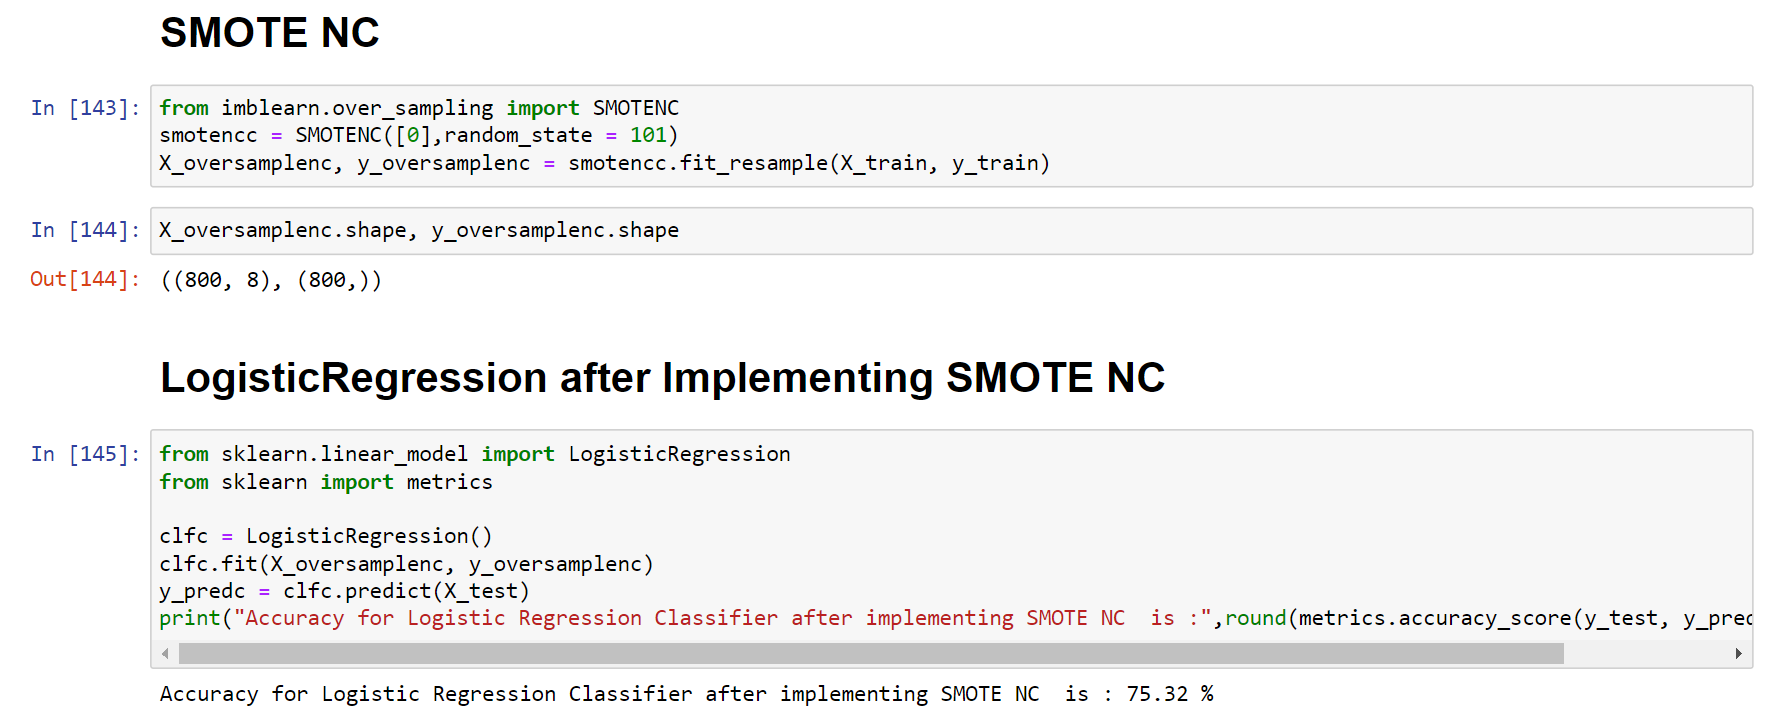 SMOTE NC
In [143]: from imblearn.over_sampling import SMOTENC
smotencc = SMOTENC([0],random_state = 101)
X_oversamplenc, y_oversamplenc = smotencc.fit_resample(X_train, y_train)
In [144]: X_oversamplenc.shape, y_oversamplenc.shape
Out[144]: ((800, 8), (800,))
LogisticRegression after Implementing SMOTE NC
In [145]: from sklearn.linear_model import LogisticRegression
from sklearn import metrics
clfc = LogisticRegression()
clfc.fit(X_oversamplenc, y_oversamplenc)
y_predc = clfc.predict(X_test)
print("Accuracy for Logistic Regression Classifier after implementing SMOTE NC  is :",round(metrics.accuracy_score(y_test, y_predc
Accuracy for Logistic Regression Classifier after implementing SMOTE NC  is : 75.32 %